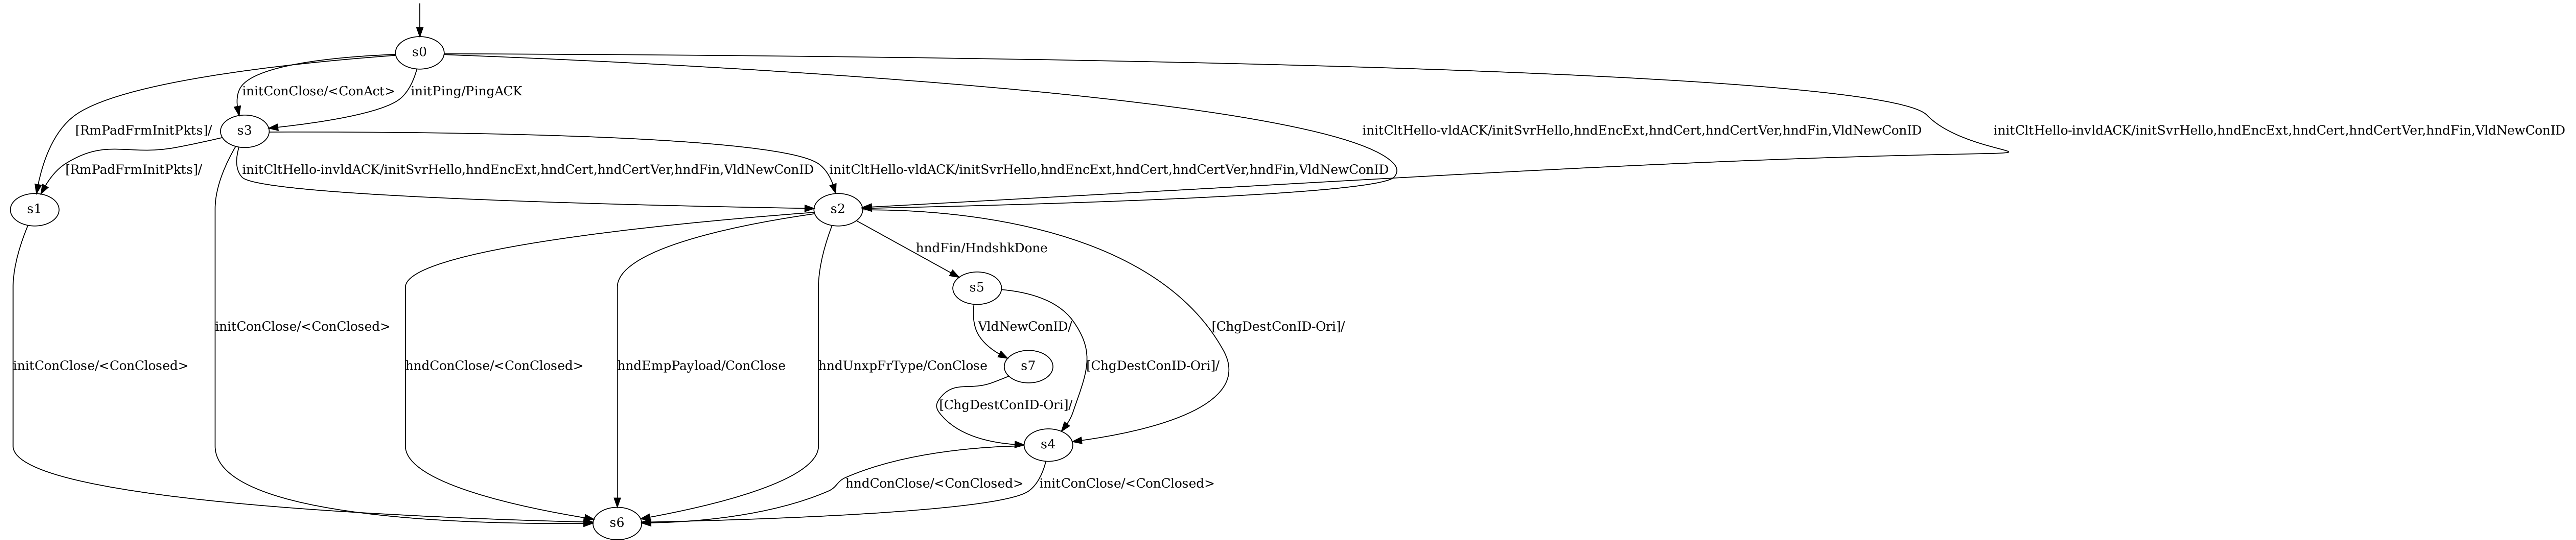 s0
initConClose/<ConAct>
initPing/PingACK
[RmPadFrmInitPkts]/
s3
initCltHello-vldACK/initSvrHello,hndEncExt,hndCert,hndCertVer,hndFin,VldNewConID
initCltHello-invldACK/initSvrHello,hndEncExt,hndCert,hndCertVer,hndFin,VldNewConID
[RmPadFrmInitPkts]/
initCltHello-invldACK/initSvrHello,hndEncExt,hndCert,hndCertVer,hndFin,VldNewConID
initCltHello-vldACK/initSvrHello,hndEncExt,hndCert,hndCertVer,hndFin,VldNewConID
s1
s2
hndFin/HndshkDone
s5
initConClose/<ConClosed>
VldNewConID/
[ChgDestConID-Ori]/
initConClose/<ConClosed>
hndConClose/<ConClosed>
hndEmpPayload/ConClose
hndUnxpFrType/ConClose
s7
[ChgDestConID-Ori]/
[ChgDestConID-Ori]/
s4
hndConClose/<ConClosed>
initConClose/<ConClosed>
s6